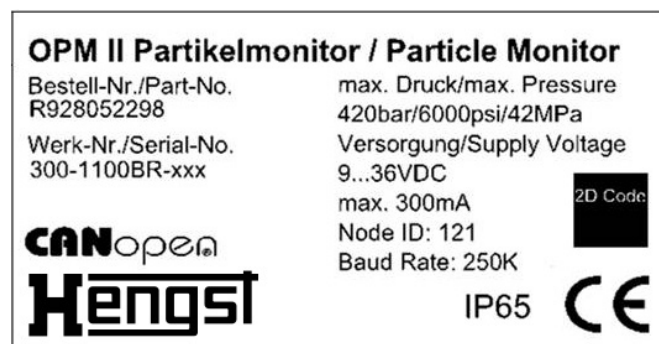 OPM II Partikelmonitor / Particle Monitor
Bestell-Nr./Part-No.
R928052298
Werk-Nr./Serial-No.
300-1100BR-xxx
max. Druck/max. Pressure
420bar/6000psi/42MPa
Versorgung/Supply Voltage
9...36VDC
max. 300mA
Node ID: 121
Baud Rate: 250K
2D Code
CANopen®
Hengst
IP65
CE